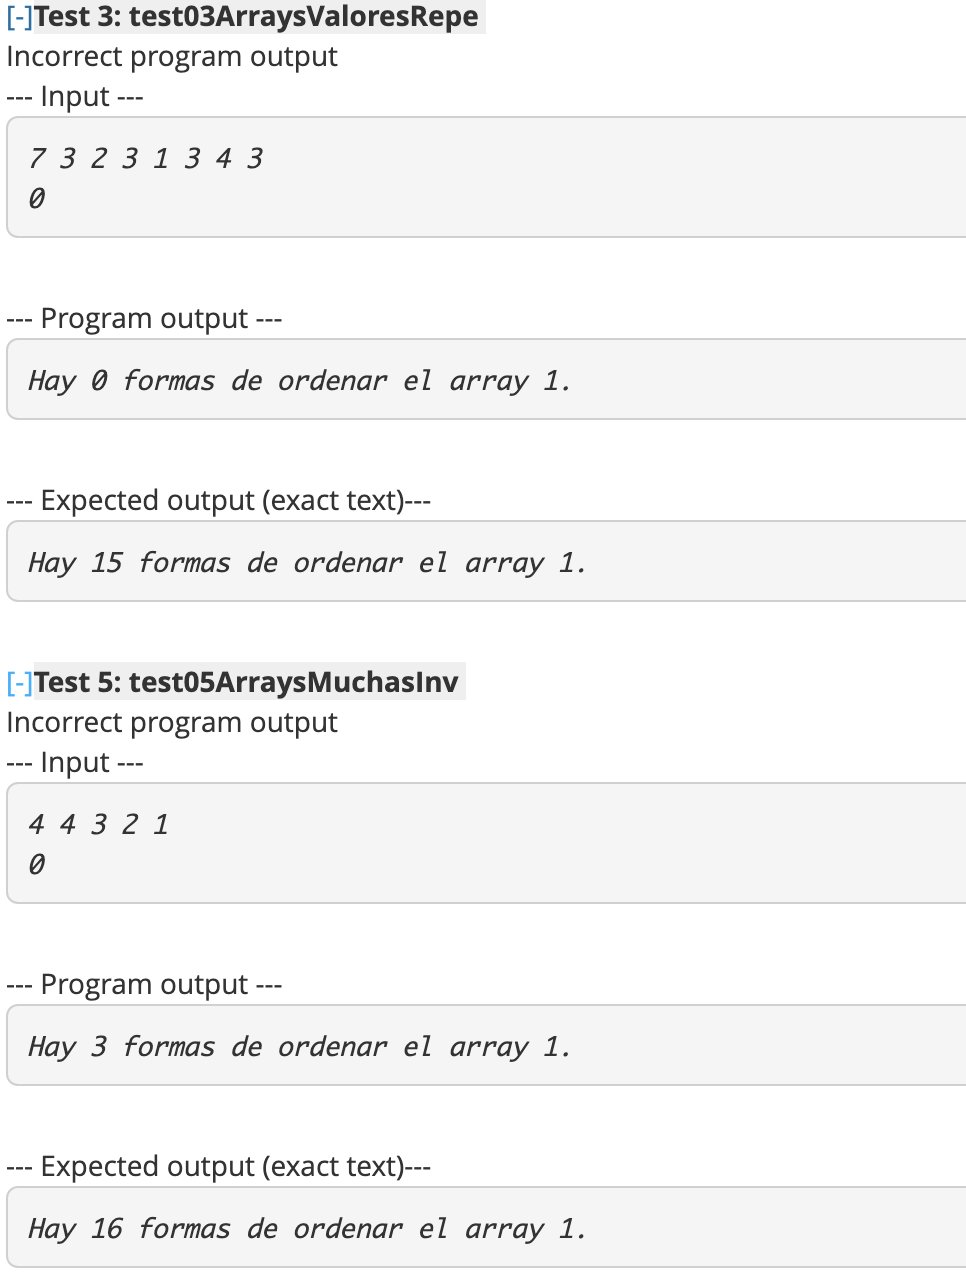 [-]Test 3: test03ArraysValoresRepe
Incorrect program output
--- Input ---
7 3 2 3 1 3 4 3
0
--- Program output ---
Hay 0 formas de ordenar el array 1.
--- Expected output (exact text)---
Hay 15 formas de ordenar el array 1.
[-]Test 5: test05ArraysMuchasInv
Incorrect program output
--- Input ---
4 4 3 2 1
0
--- Program output ---
Hay 3 formas de ordenar el array 1.
--- Expected output (exact text)---
Hay 16 formas de ordenar el array 1.